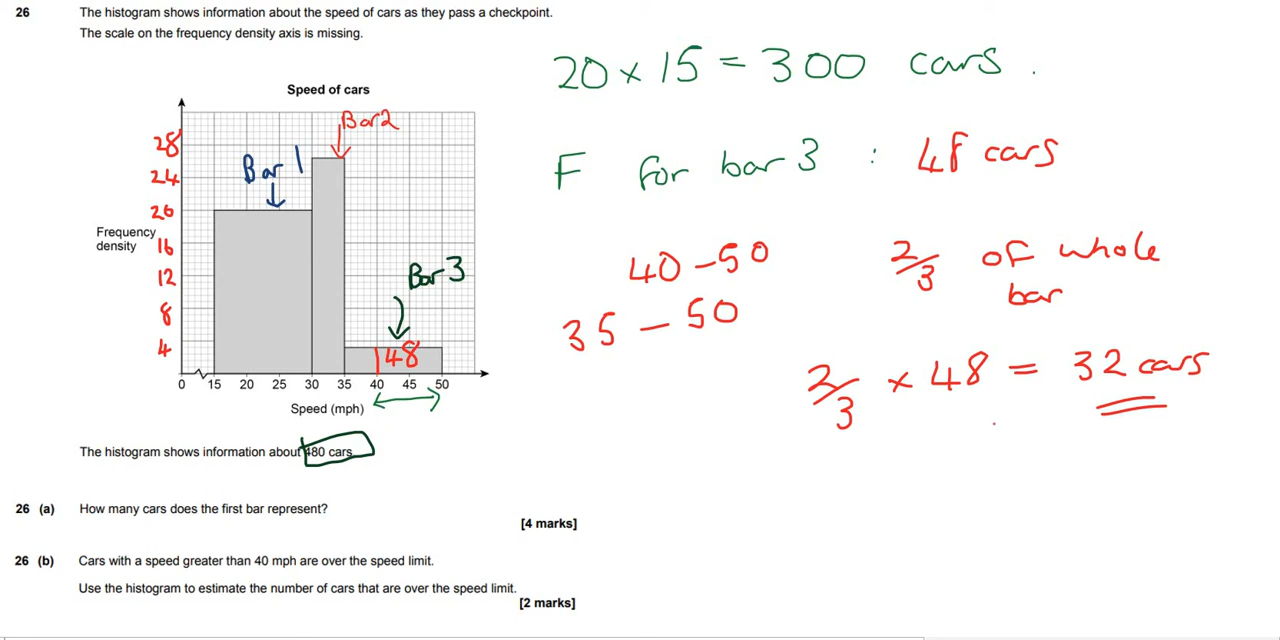 26 The histogram shows information about the speed of cars as they pass a checkpoint.
The scale on the frequency density axis is missing.
Speed of cars
Bar 2
Bar 1
Bar 3
28
24
20
16
12
8
4
Frequency
density
148
0 15 20 25 30 35 40 45 50
Speed (mph)
The histogram shows information about 480 cars
26 (a) How many cars does the first bar represent?
[4 marks]
26 (b) Cars with a speed greater than 40 mph are over the speed limit.
Use the histogram to estimate the number of cars that are over the speed limit.
[2 marks]
20 × 15 = 300 cars.
F for bar 3 : 48 cars
40 - 50
35 - 50
2/3 of whole
bar
2/3 × 48 = 32 cars